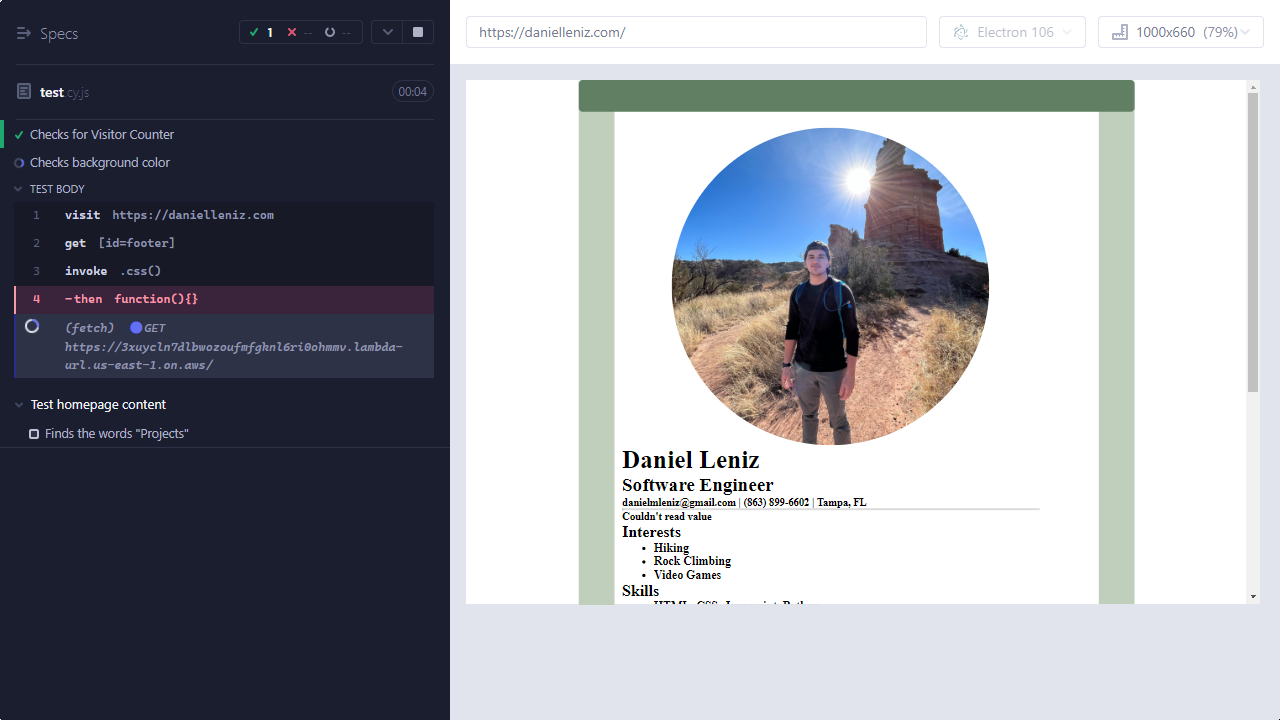 Specs
1
--
--
test.cy.js
00:04
Checks for Visitor Counter
Checks background color
TEST BODY
1 visit https://danielleniz.com
2 get [id=footer]
3 invoke .css()
4 -then function(){}
(fetch) GET
https://3xuycln7dlbwozoufmfgknl6ri0ohmmv.lambda-
url.us-east-1.on.aws/
Test homepage content
Finds the words "Projects"
https://danielleniz.com/
Electron 106
1000x660 (79%)
Daniel Leniz
Software Engineer
danielmleniz@gmail.com | (863) 899-6602 | Tampa, FL
Couldn't read value
Interests
• Hiking
• Rock Climbing
• Video Games
Skills